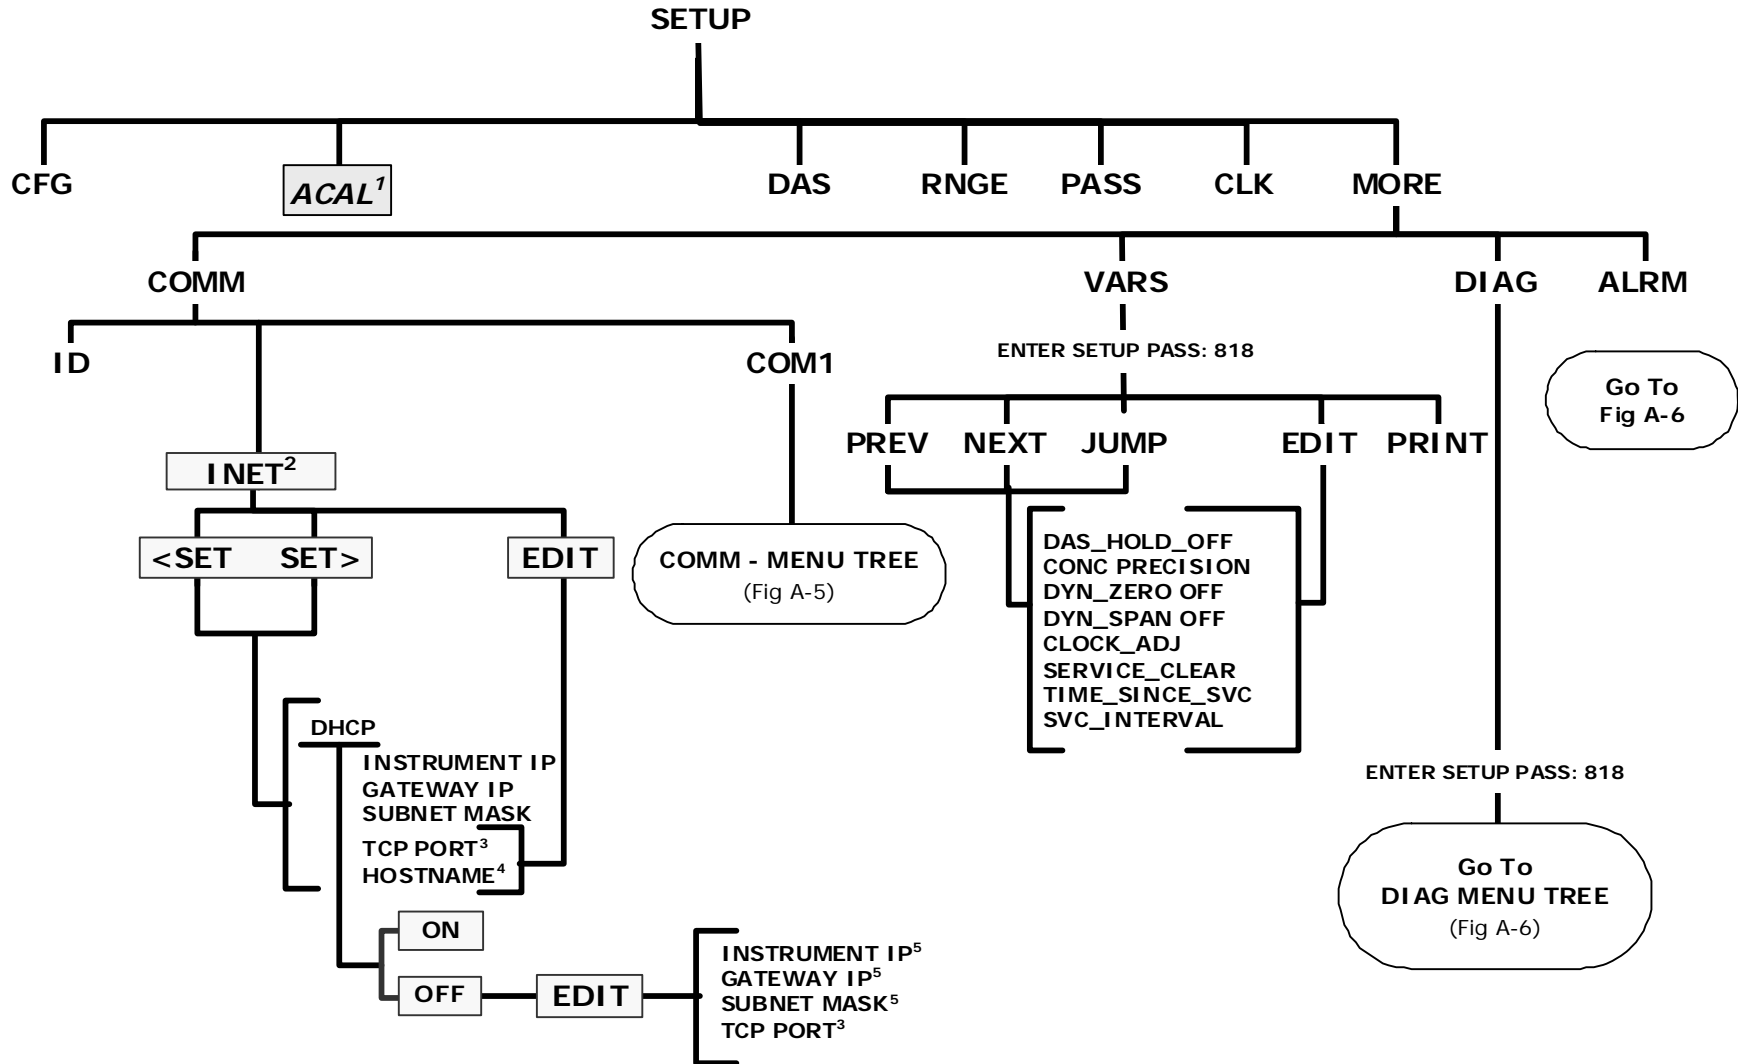 SETUP
CFG ACAL¹ DAS RNGE PASS CLK MORE
COMM VARS DIAG ALRM
ID COM1
ENTER SETUP PASS: 818
Go To
Fig A-6
PREV NEXT JUMP EDIT PRINT
INET²
<SET SET> EDIT
COMM - MENU TREE
(Fig A-5)
DAS_HOLD_OFF
CONC PRECISION
DYN_ZERO OFF
DYN_SPAN OFF
CLOCK_ADJ
SERVICE_CLEAR
TIME_SINCE_SVC
SVC_INTERVAL
DHCP
INSTRUMENT IP
GATEWAY IP
SUBNET MASK
TCP PORT³
HOSTNAME⁴
ENTER SETUP PASS: 818
Go To
DIAG MENU TREE
(Fig A-6)
ON
OFF EDIT
INSTRUMENT IP⁵
GATEWAY IP⁵
SUBNET MASK⁵
TCP PORT³